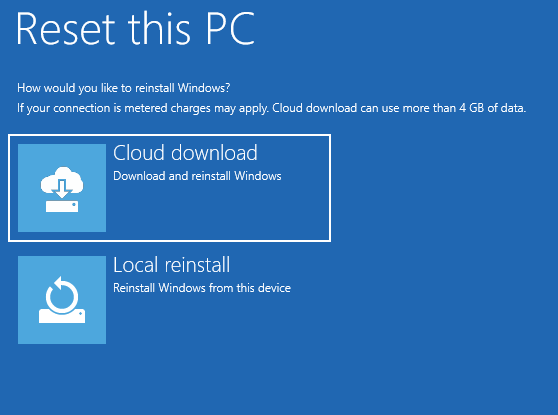 Reset this PC
How would you like to reinstall Windows?
If your connection is metered charges may apply. Cloud download can use more than 4 GB of data.
Cloud download
Download and reinstall Windows
Local reinstall
Reinstall Windows from this device